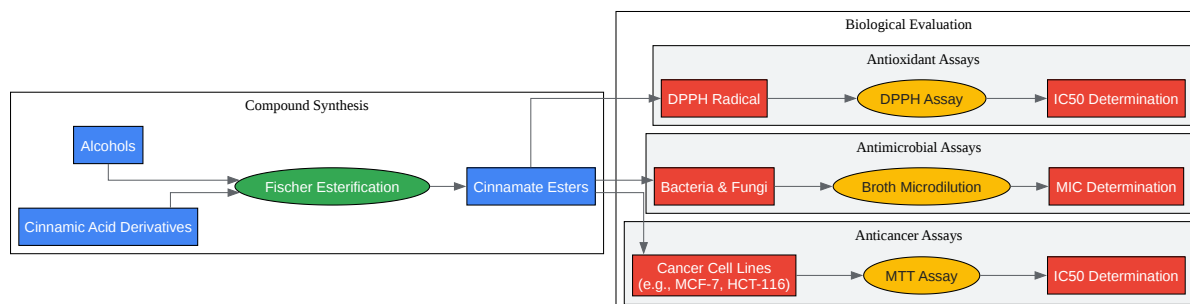 Compound Synthesis
Alcohols
Cinnamic Acid Derivatives
Fischer Esterification
Cinnamate Esters
Biological Evaluation
Antioxidant Assays
DPPH Radical
DPPH Assay
IC50 Determination
Antimicrobial Assays
Bacteria & Fungi
Broth Microdilution
MIC Determination
Anticancer Assays
Cancer Cell Lines
(e.g., MCF-7, HCT-116)
MTT Assay
IC50 Determination